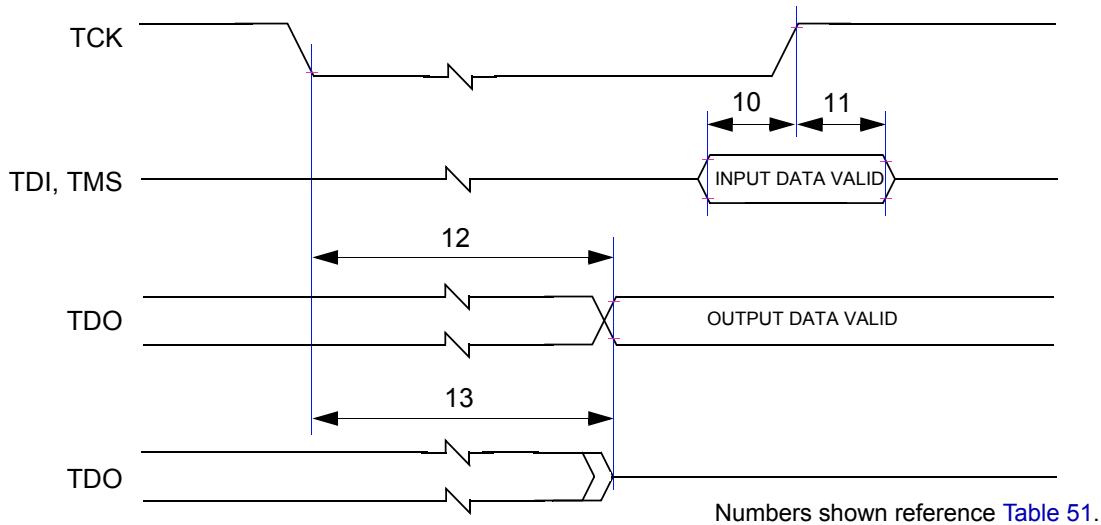 TCK
10 11
TDI, TMS
INPUT DATA VALID
12
TDO
OUTPUT DATA VALID
13
TDO
Numbers shown reference Table 51.